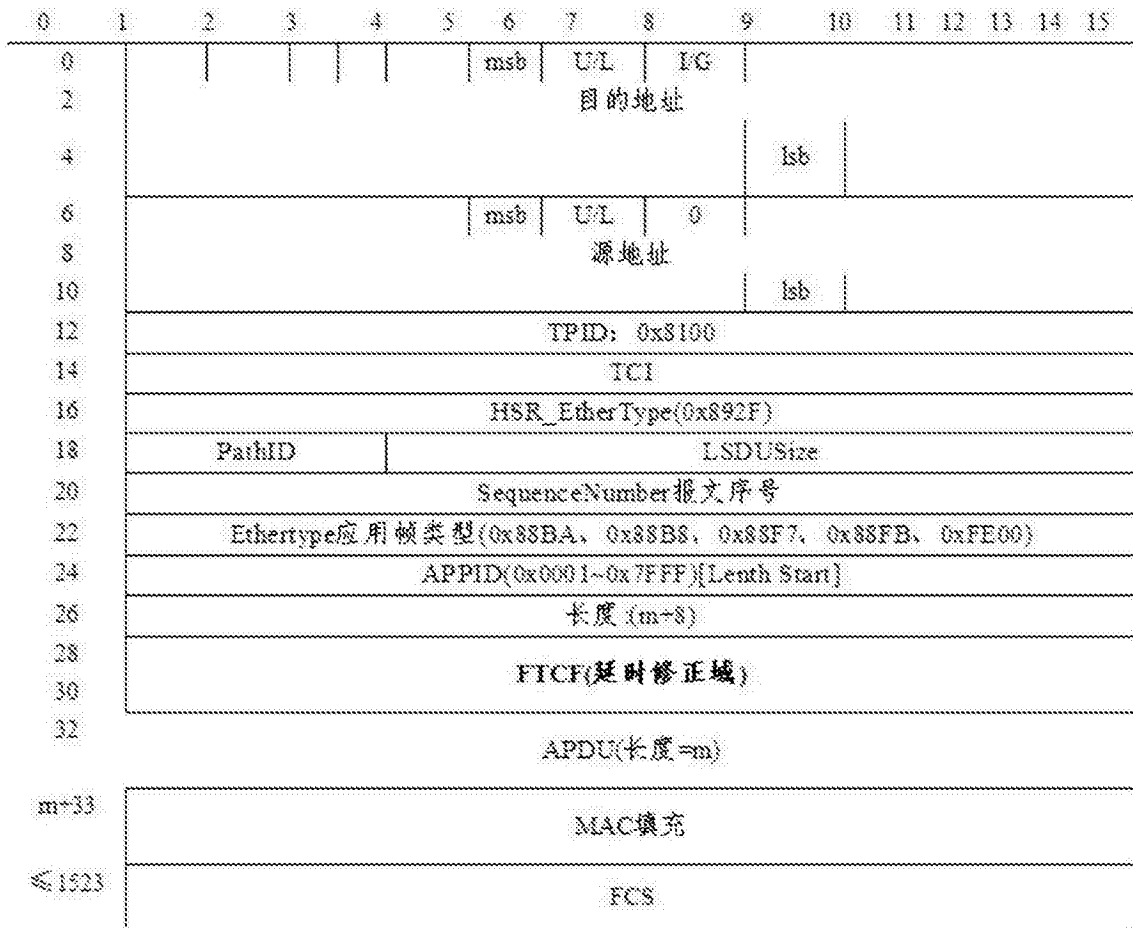 0 1 2 3 4 5 6 7 8 9 10 11 12 13 14 15
0 msb U/L I/G
2 目的地址
4 lsb
6 msb U/L 0
8 源地址
10 lsb
12 TPID：0x8100
14 TCI
16 HSR_EtherType(0x892F)
18 PathID LSDUSize
20 SequenceNumber报文序号
22 Ethertype应用帧类型(0x88BA、0x88B8、0x88F7、0x88FB、0xFE00)
24 APPID(0x0001~0x7FFF)[Lenth Start]
26 长度:(m+8)
28
FTCF(延时修正域)
30
32
APDU(长度=m)
m+33
MAC填充
≤1523
FCS